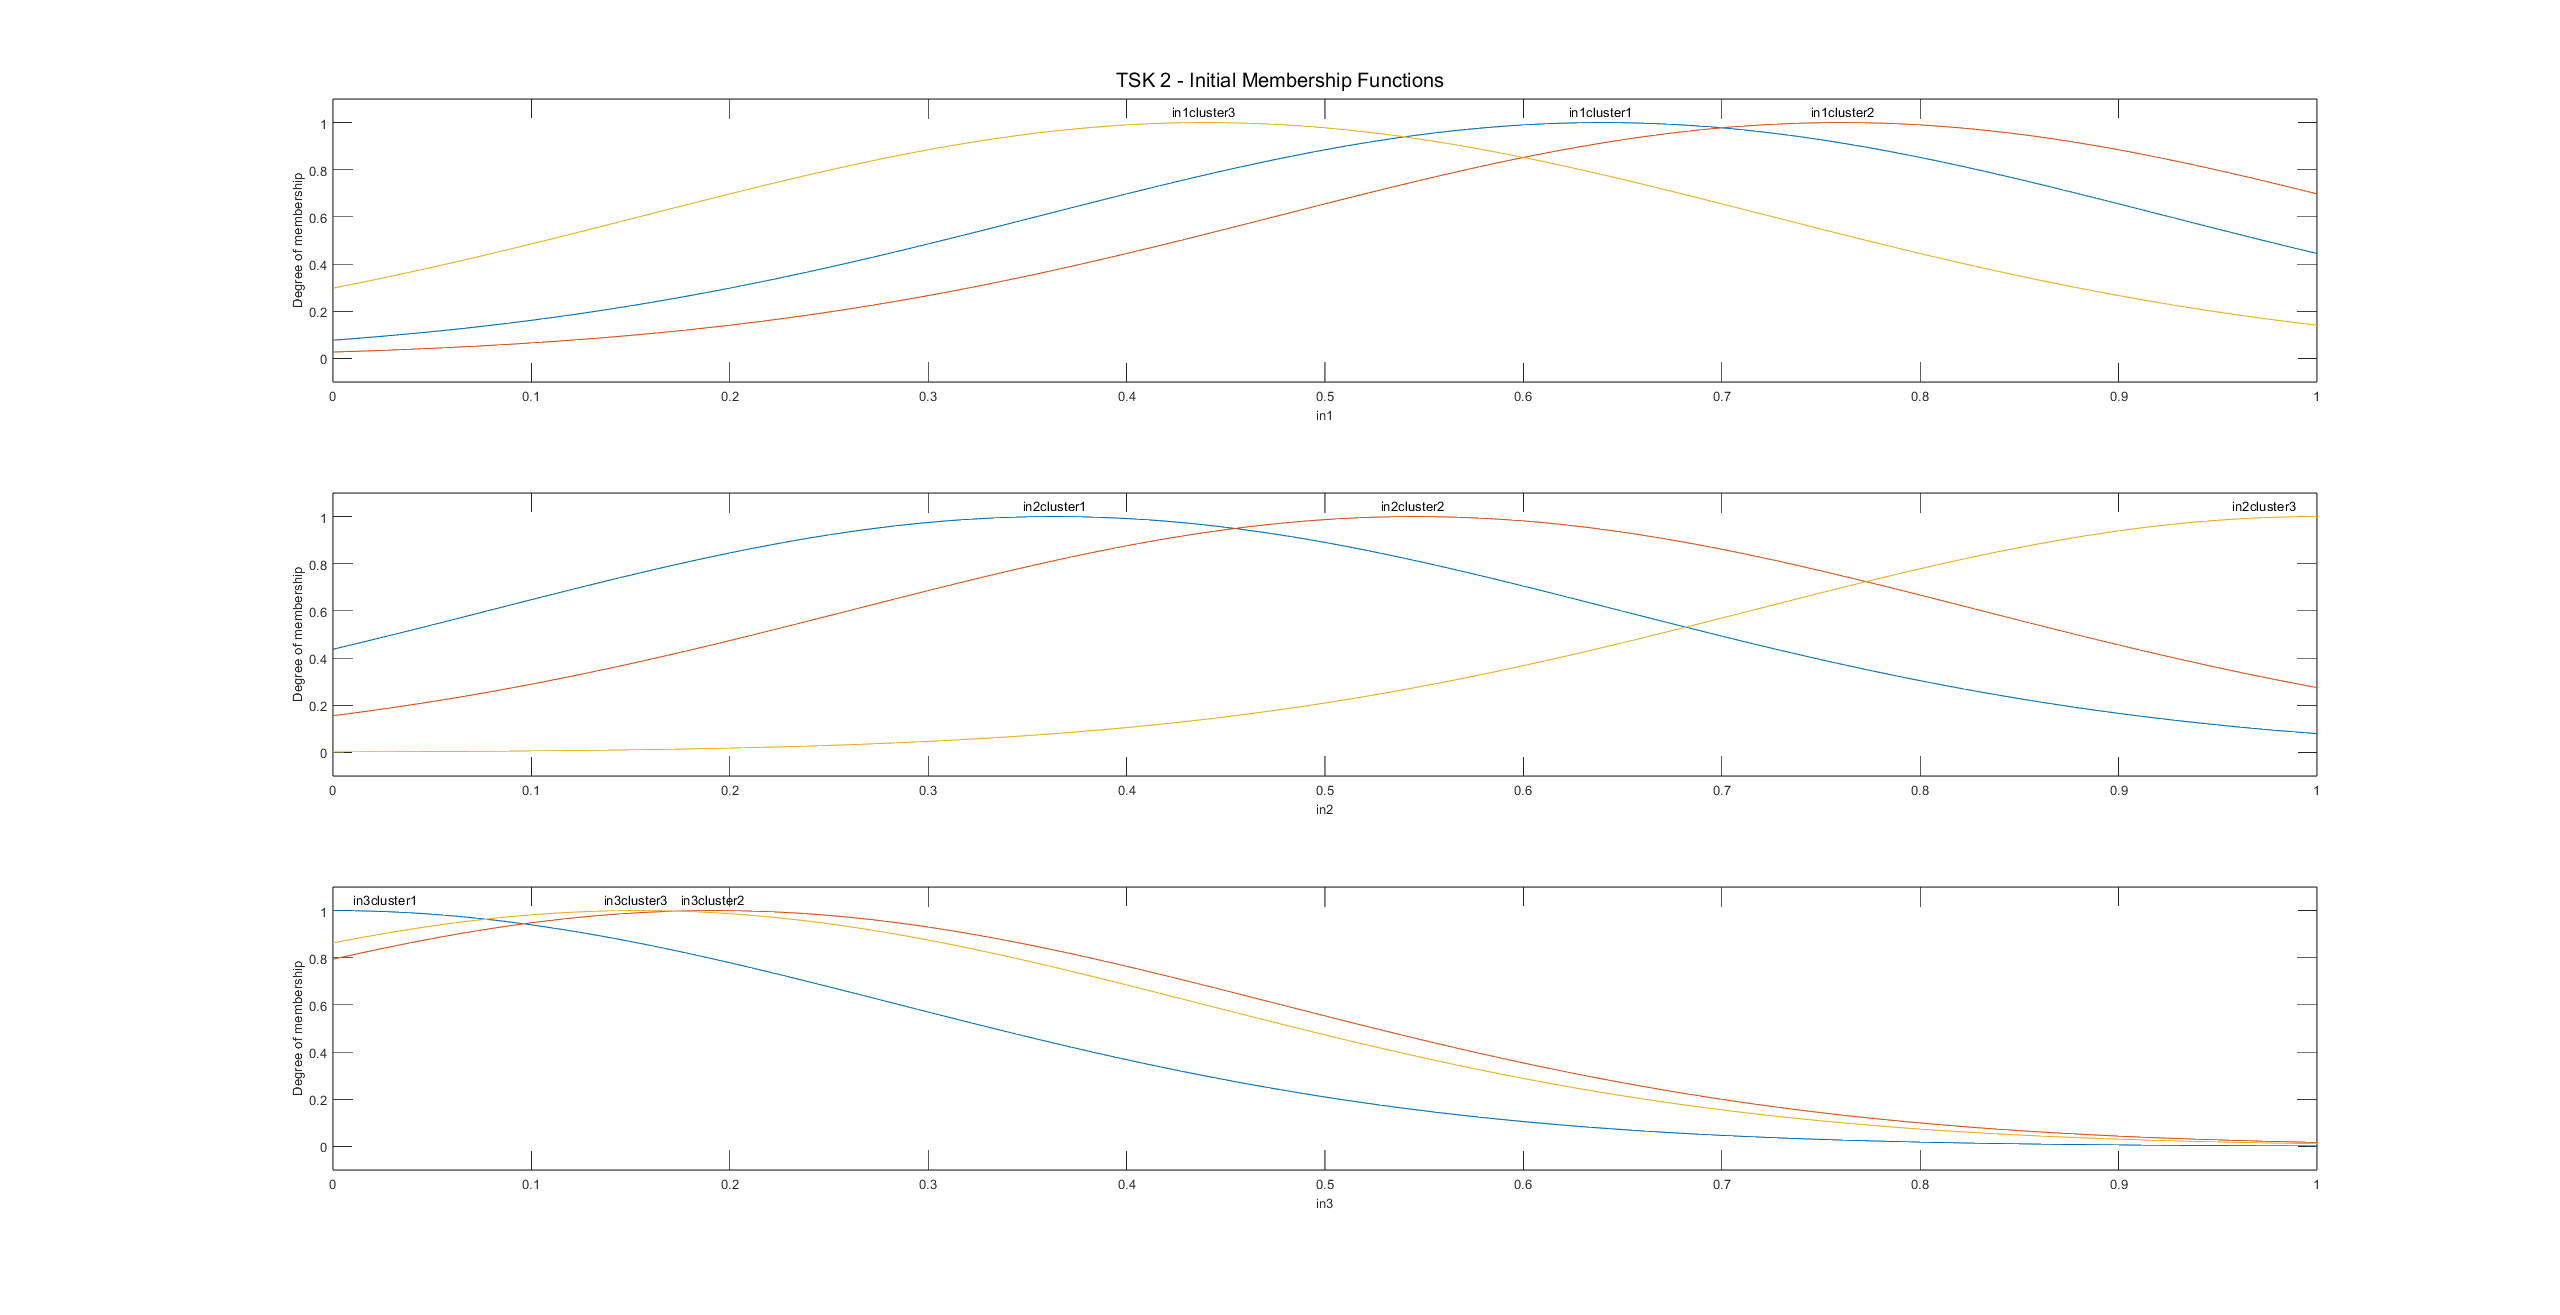 TSK 2 - Initial Membership Functions
in1cluster3 in1cluster1 in1cluster2
Degree of membership
1
0.8
0.6
0.4
0.2
0
0 0.1 0.2 0.3 0.4 0.5 0.6 0.7 0.8 0.9 1
in1
in2cluster1 in2cluster2 in2cluster3
Degree of membership
1
0.8
0.6
0.4
0.2
0
0 0.1 0.2 0.3 0.4 0.5 0.6 0.7 0.8 0.9 1
in2
in3cluster1 in3cluster3 in3cluster2
Degree of membership
1
0.8
0.6
0.4
0.2
0
0 0.1 0.2 0.3 0.4 0.5 0.6 0.7 0.8 0.9 1
in3